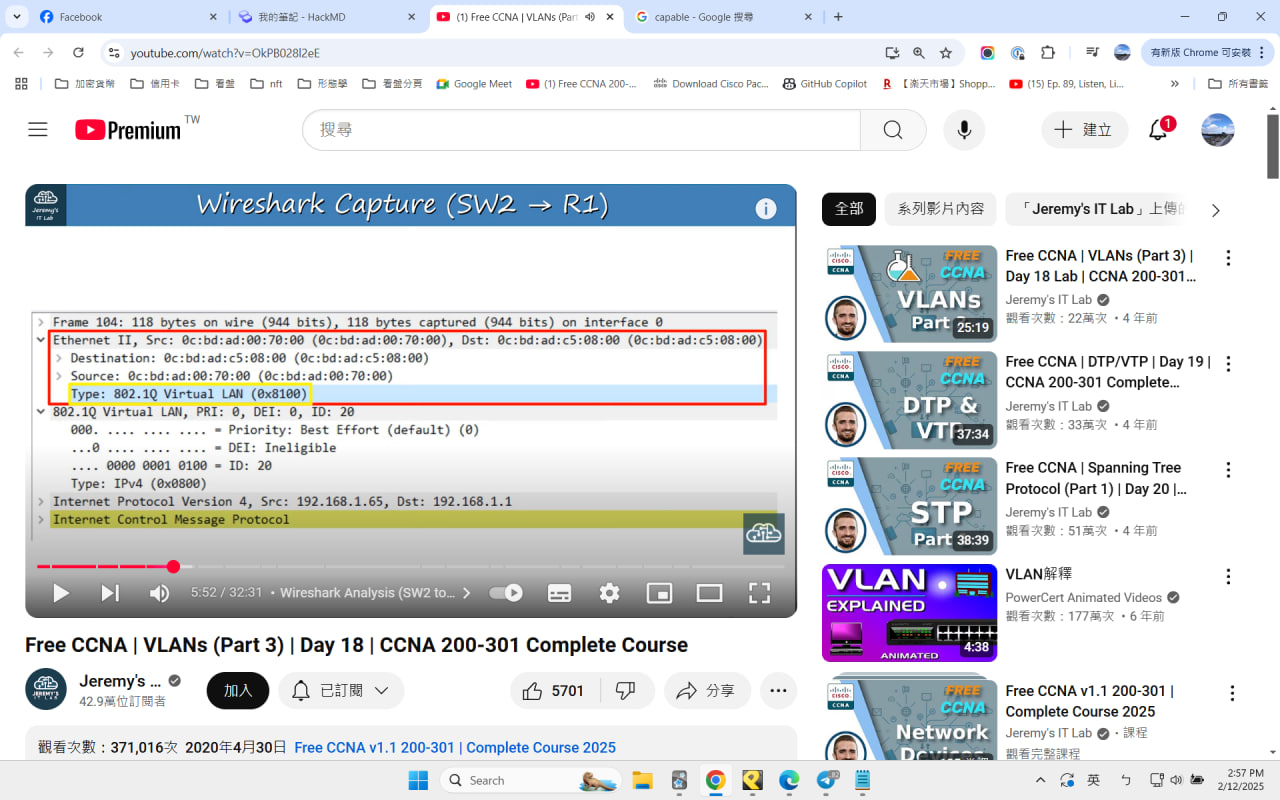 Facebook
我的筆記 - HackMD
(1) Free CCNA | VLANs (Part
capable - Google 搜尋
youtube.com/watch?v=OkPB028l2eE
有新版 Chrome 可安裝
加密貨幣
信用卡
看盤
nft
形態學
看盤分頁
Google Meet
(1) Free CCNA 200-...
Download Cisco Pac...
GitHub Copilot
【楽天市場】Shopp...
(15) Ep. 89, Listen, Li...
所有書籤
Premium TW
搜尋
建立
1
Jeremy's
IT Lab
Wireshark Capture (SW2 → R1)
Frame 104: 118 bytes on wire (944 bits), 118 bytes captured (944 bits) on interface 0
Ethernet II, Src: 0c:bd:ad:00:70:00 (0c:bd:ad:00:70:00), Dst: 0c:bd:ad:c5:08:00 (0c:bd:ad:c5:08:00)
Destination: 0c:bd:ad:c5:08:00 (0c:bd:ad:c5:08:00)
Source: 0c:bd:ad:00:70:00 (0c:bd:ad:00:70:00)
Type: 802.1Q Virtual LAN (0x8100)
802.1Q Virtual LAN, PRI: 0, DEI: 0, ID: 20
000. .... .... .... = Priority: Best Effort (default) (0)
...0 .... .... .... = DEI: Ineligible
.... 0000 0001 0100 = ID: 20
Type: IPv4 (0x0800)
Internet Protocol Version 4, Src: 192.168.1.65, Dst: 192.168.1.1
Internet Control Message Protocol
5:52 / 32:31 • Wireshark Analysis (SW2 to...
Free CCNA | VLANs (Part 3) | Day 18 | CCNA 200-301 Complete Course
Jeremy's ...
42.9萬位訂閱者
加入
已訂閱
5701
分享
觀看次數：371,016次 2020年4月30日 Free CCNA v1.1 200-301 | Complete Course 2025
全部
系列影片內容
「Jeremy's IT Lab」上傳的
CISCO
CCNA
FREE
CCNA
VLANs
Part
25:19
Free CCNA | VLANs (Part 3) |
Day 18 Lab | CCNA 200-301...
Jeremy's IT Lab
觀看次數：22萬次 • 4 年前
CISCO
CCNA
FREE
CCNA
DTP &
VTP
37:34
Free CCNA | DTP/VTP | Day 19 |
CCNA 200-301 Complete...
Jeremy's IT Lab
觀看次數：33萬次 • 4 年前
CISCO
CCNA
FREE
CCNA
STP
Part
38:39
Free CCNA | Spanning Tree
Protocol (Part 1) | Day 20 |...
Jeremy's IT Lab
觀看次數：51萬次 • 4 年前
VLAN
EXPLAINED
ANIMATED
4:38
VLAN解釋
PowerCert Animated Videos
觀看次數：177萬次 • 6 年前
CISCO
CCNA
FREE
CCNA
Network
Devices
Free CCNA v1.1 200-301 |
Complete Course 2025
Jeremy's IT Lab • 課程
觀看完整課程
Search
英
ㄅ
2:57 PM
2/12/2025